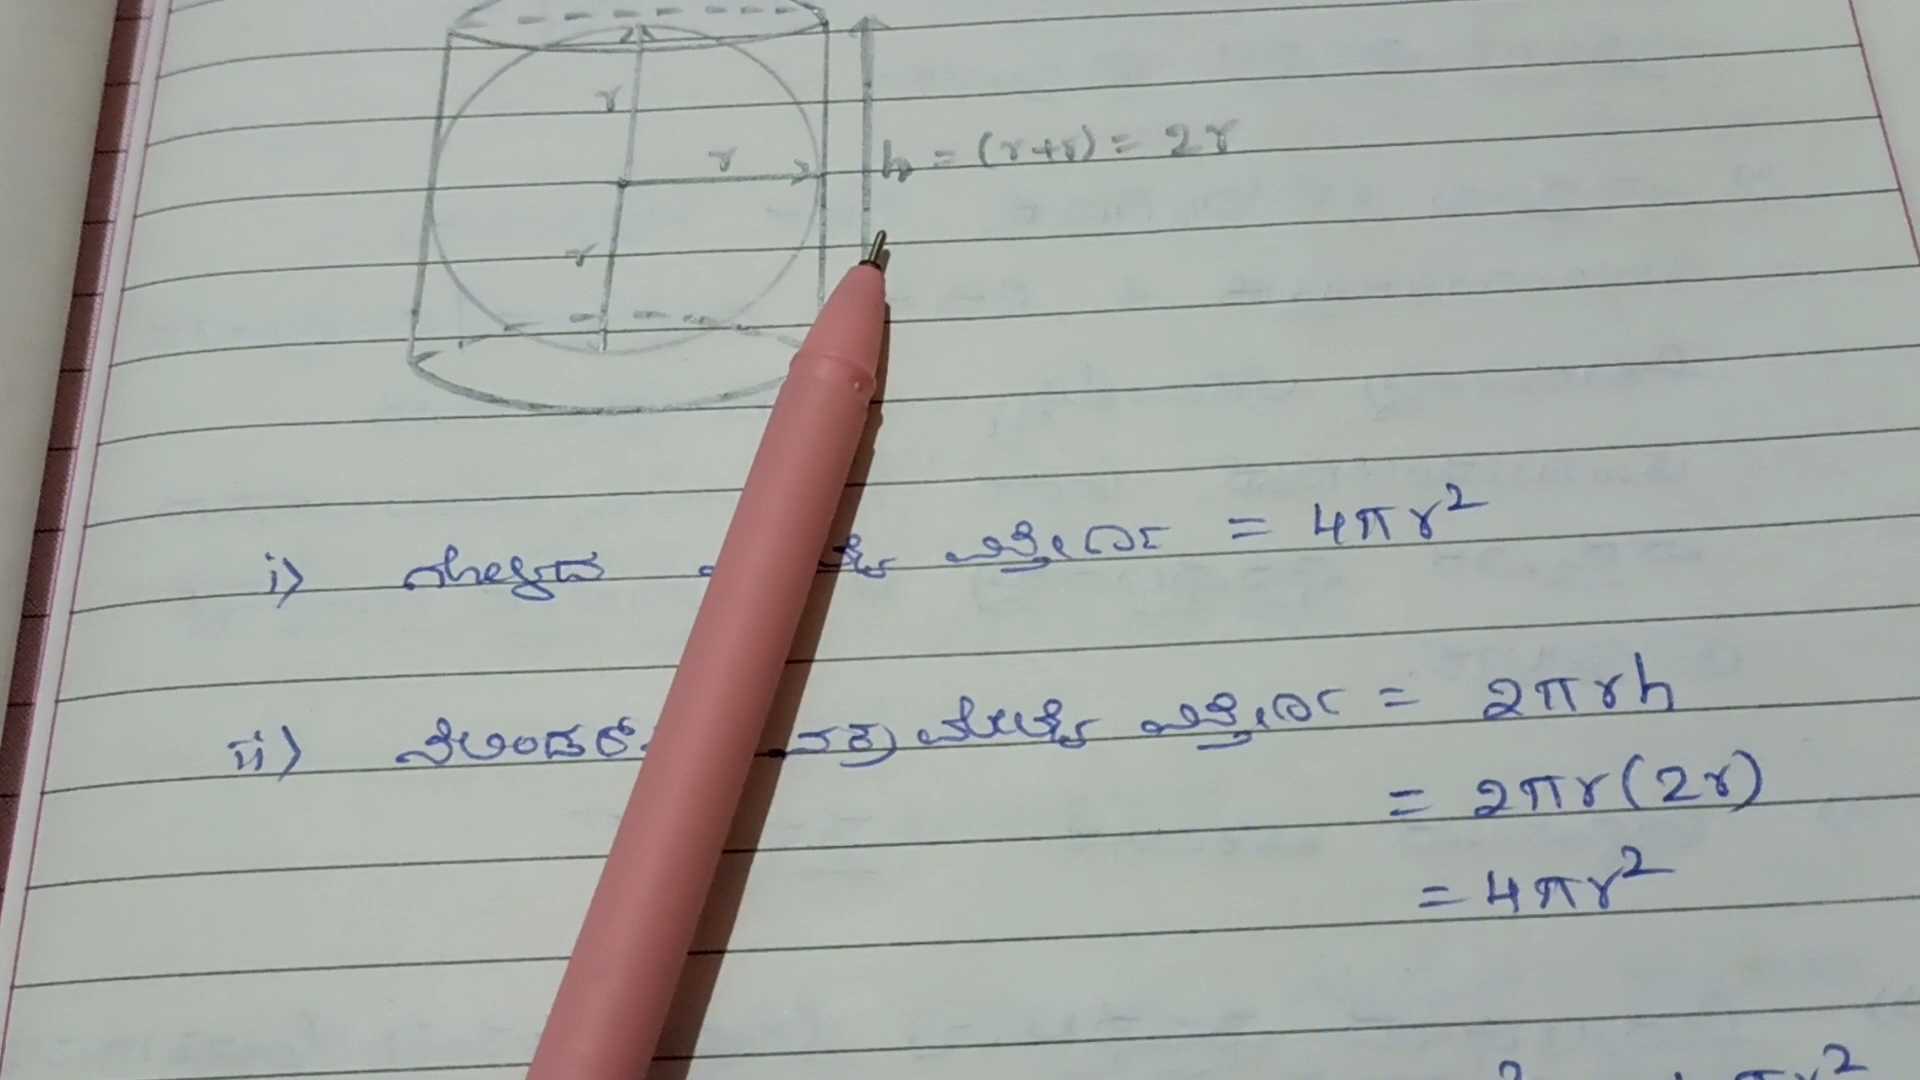 r
r
r
h = (r+r) = 2r
i) ಗೋಳದ ವಿಸ್ತೀರ್ಣ = 4πr²
ii) ಸಿಲಿಂಡರ್ ವಕ್ರ ಮೇಲ್ಮೈ ವಿಸ್ತೀರ್ಣ = 2πrh
= 2πr(2r)
= 4πr²